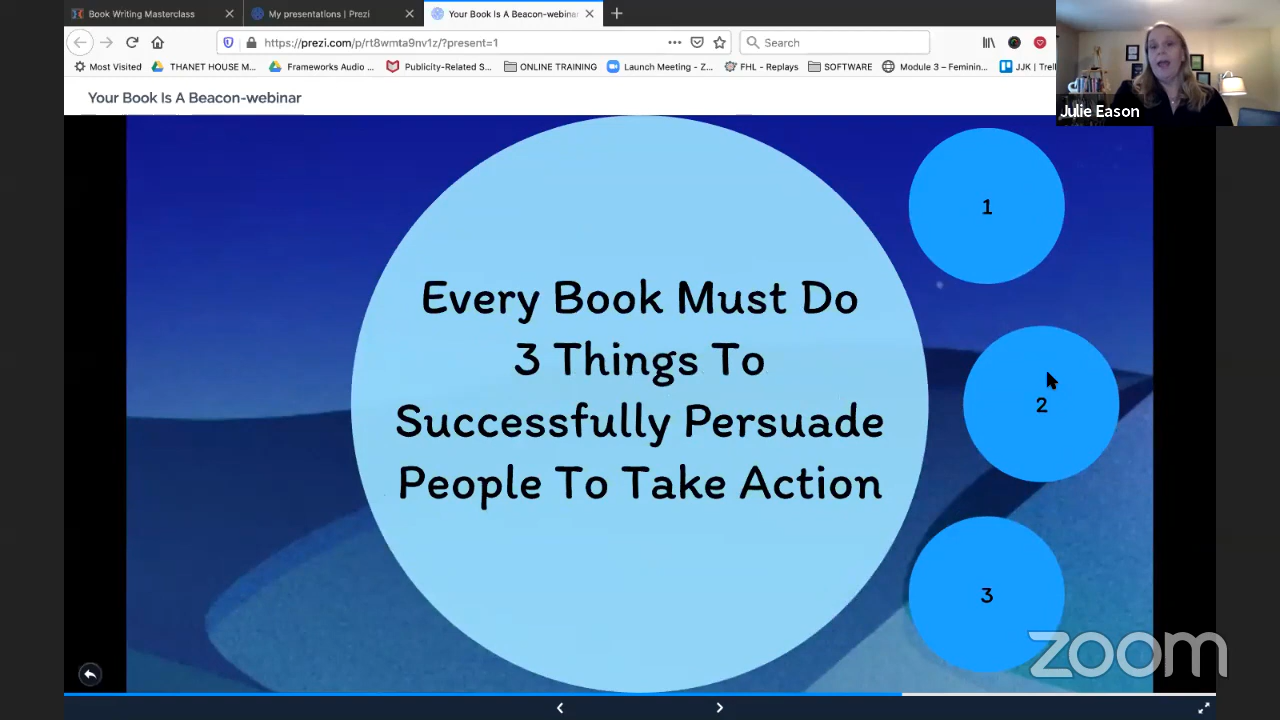 Book Writing Masterclass
My presentations | Prezi
Your Book Is A Beacon-webinar
https://prezi.com/p/rt8wmta9nv1z/?present=1
Search
Most Visited
THANET HOUSE M...
Frameworks Audio ...
Publicity-Related S...
ONLINE TRAINING
Launch Meeting - Z...
FHL - Replays
SOFTWARE
Module 3 – Feminin...
JJK | Trell
Your Book Is A Beacon-webinar
Julie Eason
Every Book Must Do
3 Things To
Successfully Persuade
People To Take Action
1
2
3
zoom